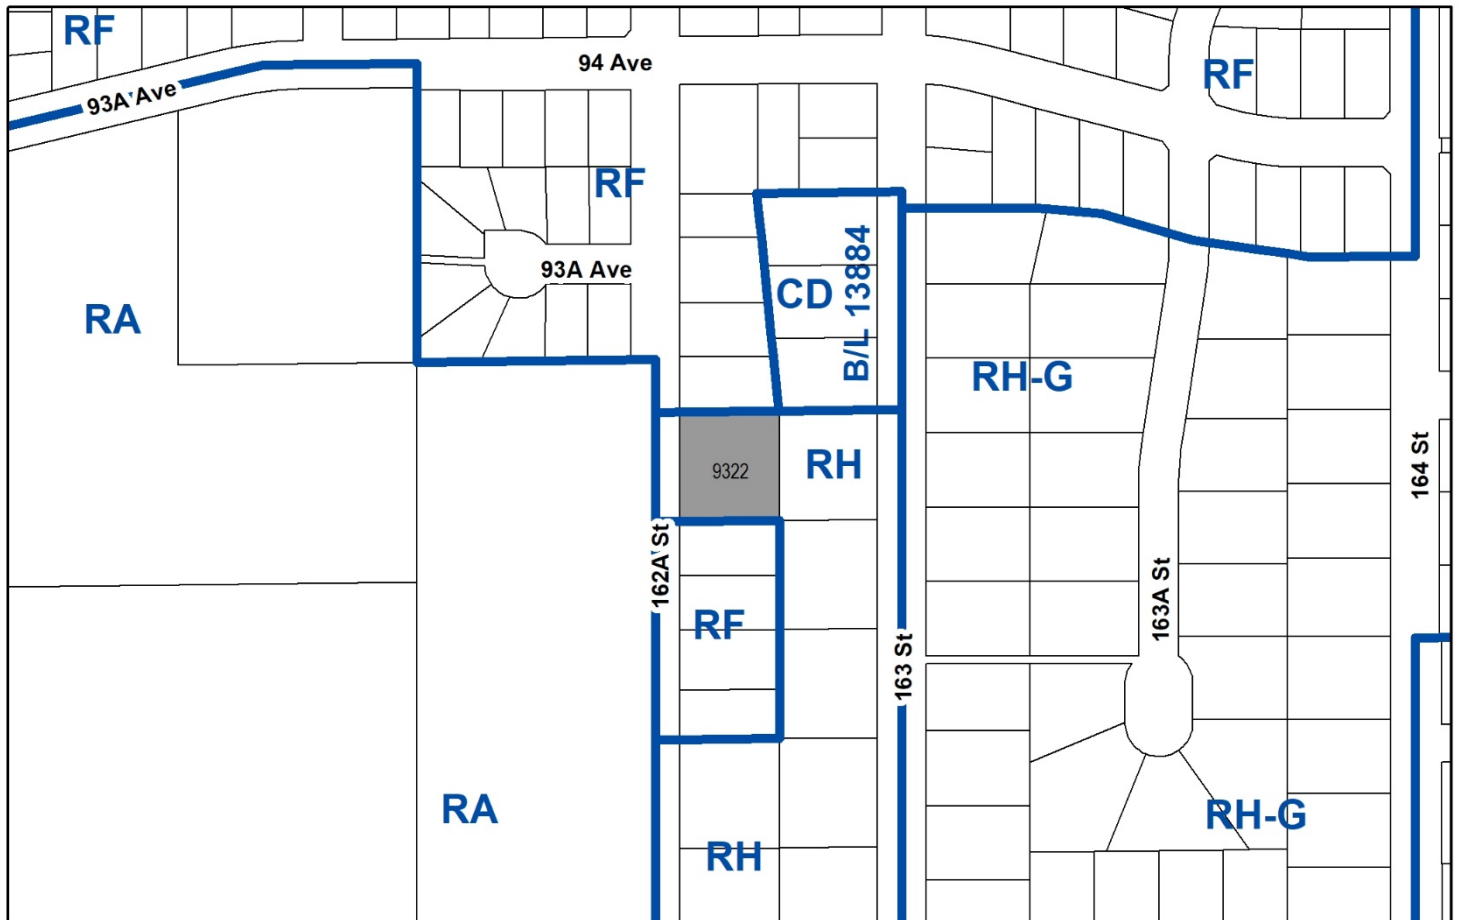 RF
94 Ave
RF
93A Ave
RF
93A Ave
CD
B/L 13884
RA
RH-G
RH
9322
164 St
162A St
163A St
RF
163 St
RA
RH-G
RH